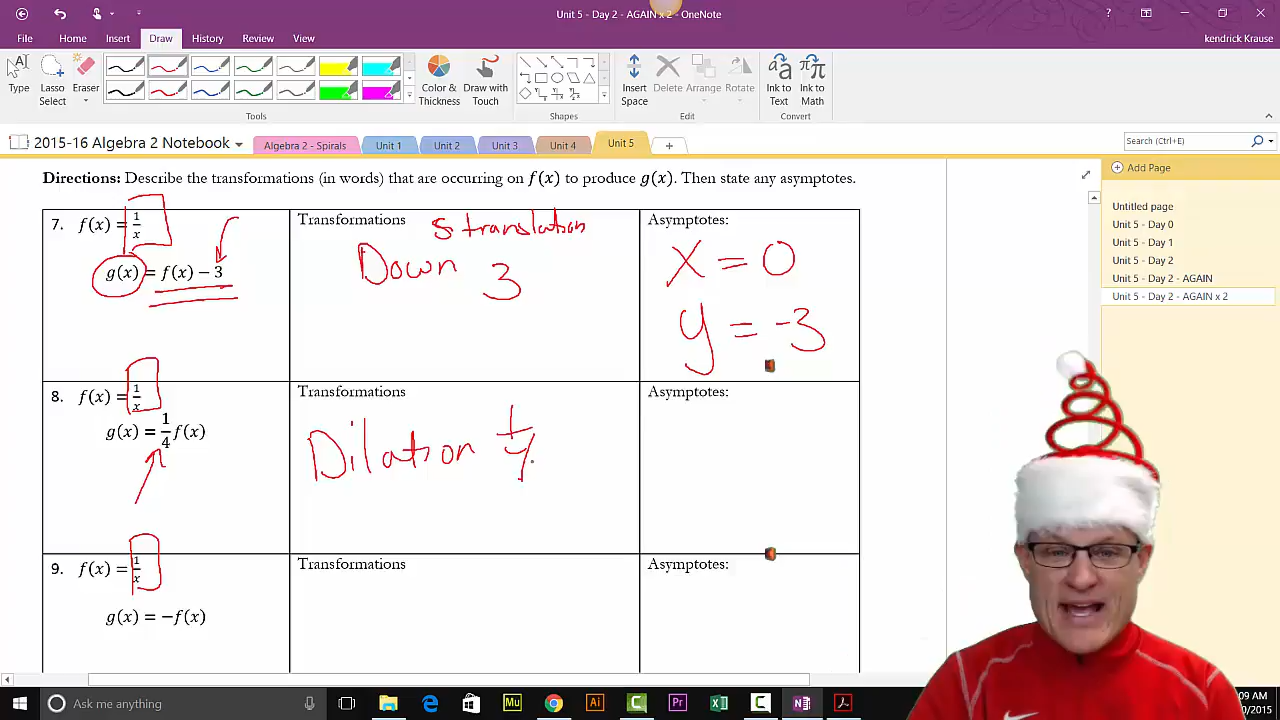 Unit 5 - Day 2 - AGAIN x 2 - OneNote
?
File Home Insert Draw History Review View
kendrick Krause
Type Lasso Select Eraser
Color & Thickness
Draw with Touch
Insert Space Delete Arrange Rotate
Ink to Text Ink to Math
Tools Shapes Edit Convert
2015-16 Algebra 2 Notebook Algebra 2 - Spirals Unit 1 Unit 2 Unit 3 Unit 4 Unit 5 +
Search (Ctrl+E)
Add Page
Untitled page
Unit 5 - Day 0
Unit 5 - Day 1
Unit 5 - Day 2
Unit 5 - Day 2 - AGAIN
Unit 5 - Day 2 - AGAIN x 2
Directions: Describe the transformations (in words) that are occurring on f(x) to produce g(x). Then state any asymptotes.
7. f(x) = 1/x
g(x) = f(x) − 3
Transformations
translation
Down 3
Asymptotes:
x = 0
y = -3
8. f(x) = 1/x
g(x) = 1/4 f(x)
Transformations
Dilation 1/4
Asymptotes:
9. f(x) = 1/x
g(x) = −f(x)
Transformations
Asymptotes:
Ask me anything
Mu
Ai
Pr